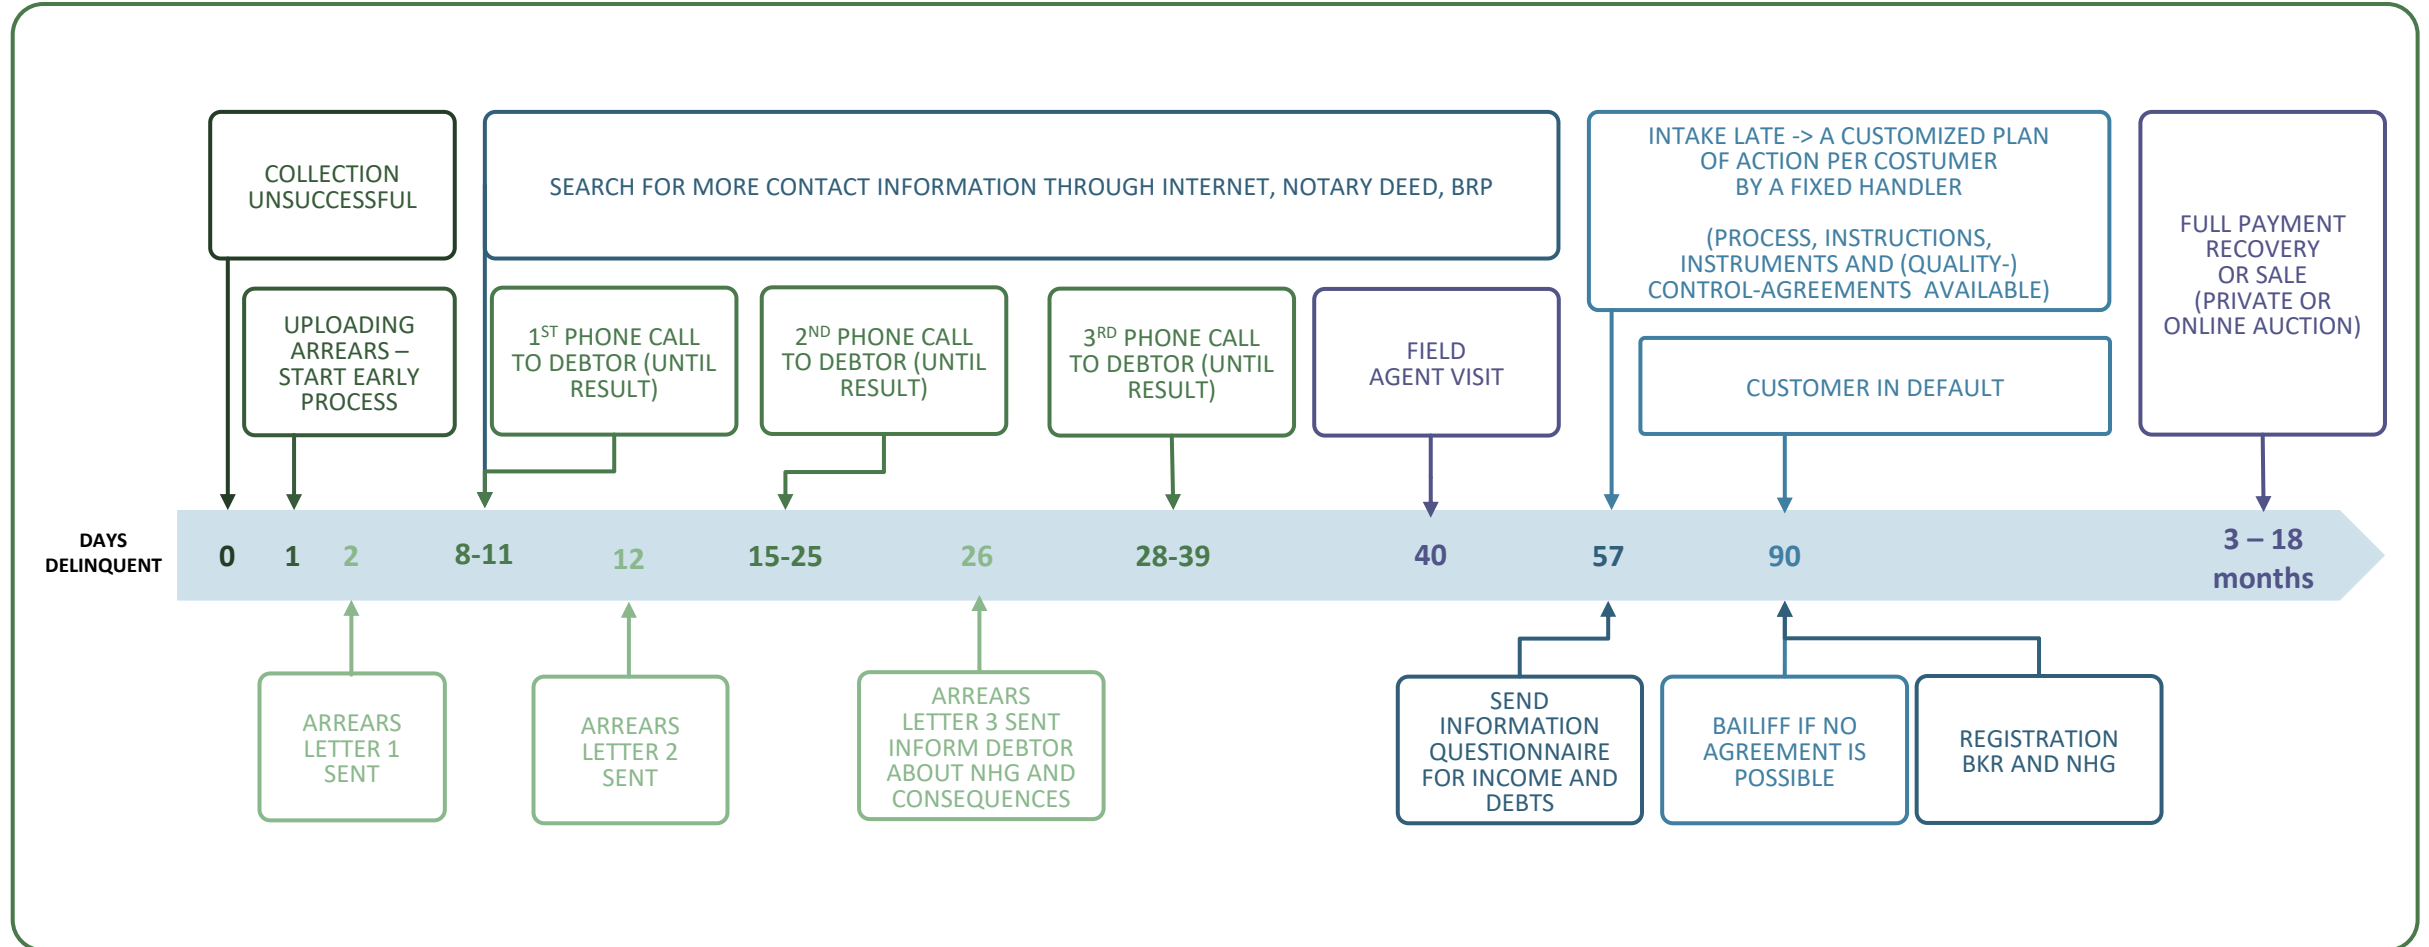 COLLECTION
UNSUCCESSFUL
SEARCH FOR MORE CONTACT INFORMATION THROUGH INTERNET, NOTARY DEED, BRP
INTAKE LATE -> A CUSTOMIZED PLAN
OF ACTION PER COSTUMER
BY A FIXED HANDLER
(PROCESS, INSTRUCTIONS,
INSTRUMENTS AND (QUALITY-)
CONTROL-AGREEMENTS AVAILABLE)
FULL PAYMENT
RECOVERY
OR SALE
(PRIVATE OR
ONLINE AUCTION)
UPLOADING
ARREARS –
START EARLY
PROCESS
1ST PHONE CALL
TO DEBTOR (UNTIL
RESULT)
2ND PHONE CALL
TO DEBTOR (UNTIL
RESULT)
3RD PHONE CALL
TO DEBTOR (UNTIL
RESULT)
FIELD
AGENT VISIT
CUSTOMER IN DEFAULT
DAYS
DELINQUENT
0
1
2
8-11
12
15-25
26
28-39
40
57
90
3 – 18
months
ARREARS
LETTER 1
SENT
ARREARS
LETTER 2
SENT
ARREARS
LETTER 3 SENT
INFORM DEBTOR
ABOUT NHG AND
CONSEQUENCES
SEND
INFORMATION
QUESTIONNAIRE
FOR INCOME AND
DEBTS
BAILIFF IF NO
AGREEMENT IS
POSSIBLE
REGISTRATION
BKR AND NHG